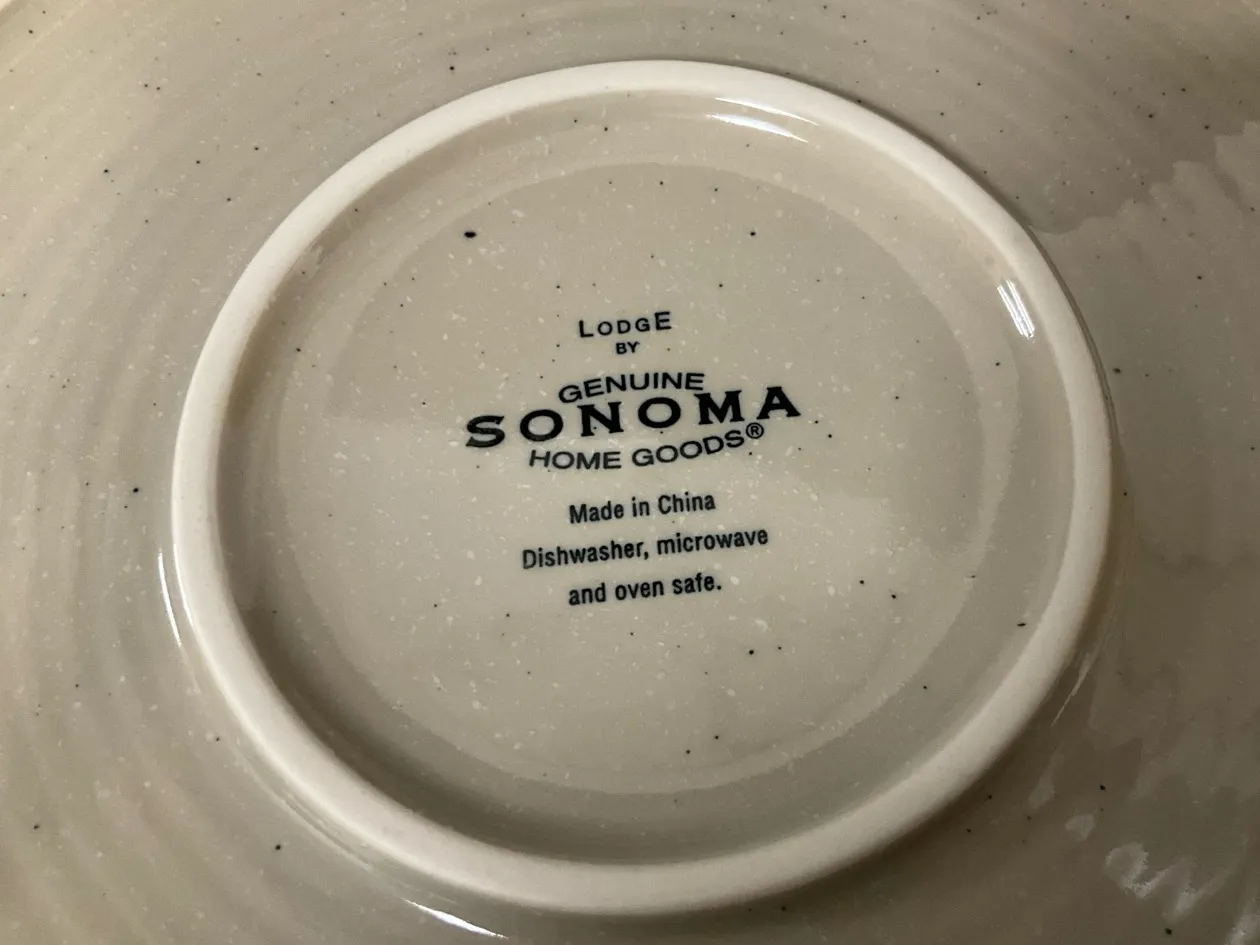 LODGE
BY
GENUINE
SONOMA
HOME GOODS®
Made in China
Dishwasher, microwave
and oven safe.